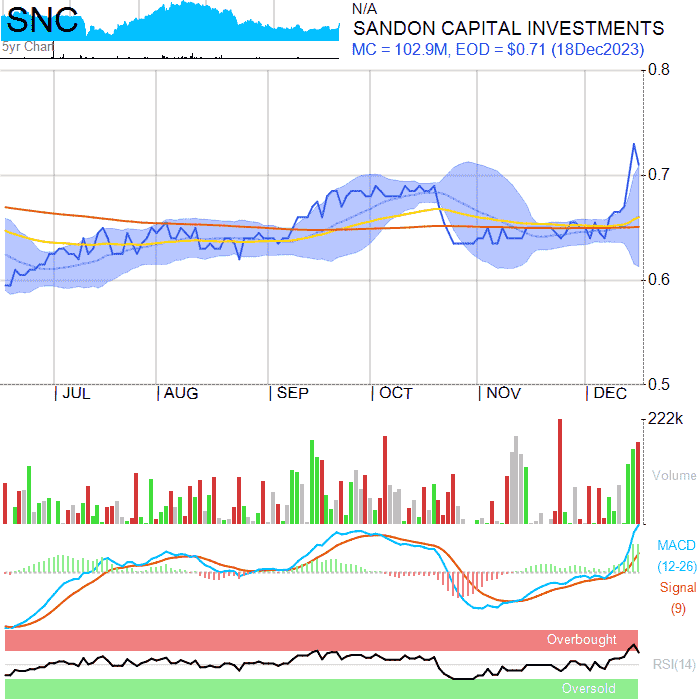 SNC
5yr Chart
N/A
SANDON CAPITAL INVESTMENTS
MC = 102.9M, EOD = $0.71 (18Dec2023)
0.8
0.7
0.6
0.5
JUL AUG SEP OCT NOV DEC
222k
Volume
MACD
(12-26)
Signal
(9)
Overbought
RSI(14)
Oversold